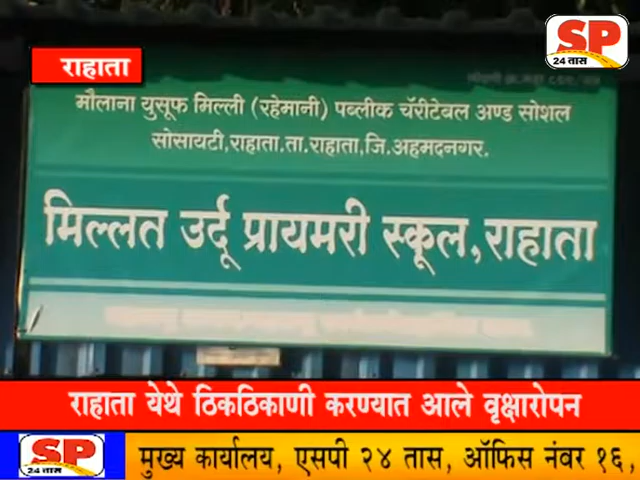 SP
24 तास
राहाता
मौलाना युसूफ मिल्ली (रहेमानी) पब्लीक चॅरीटेबल अण्ड सोशल
सोसायटी,राहाता.ता.राहाता,जि.अहमदनगर.
मिल्लत उर्दू प्रायमरी स्कूल,राहाता
राहाता येथे ठिकठिकाणी करण्यात आले वृक्षारोपन
SP
24 तास
मुख्य कार्यालय, एसपी २४ तास, ऑफिस नंबर १६,